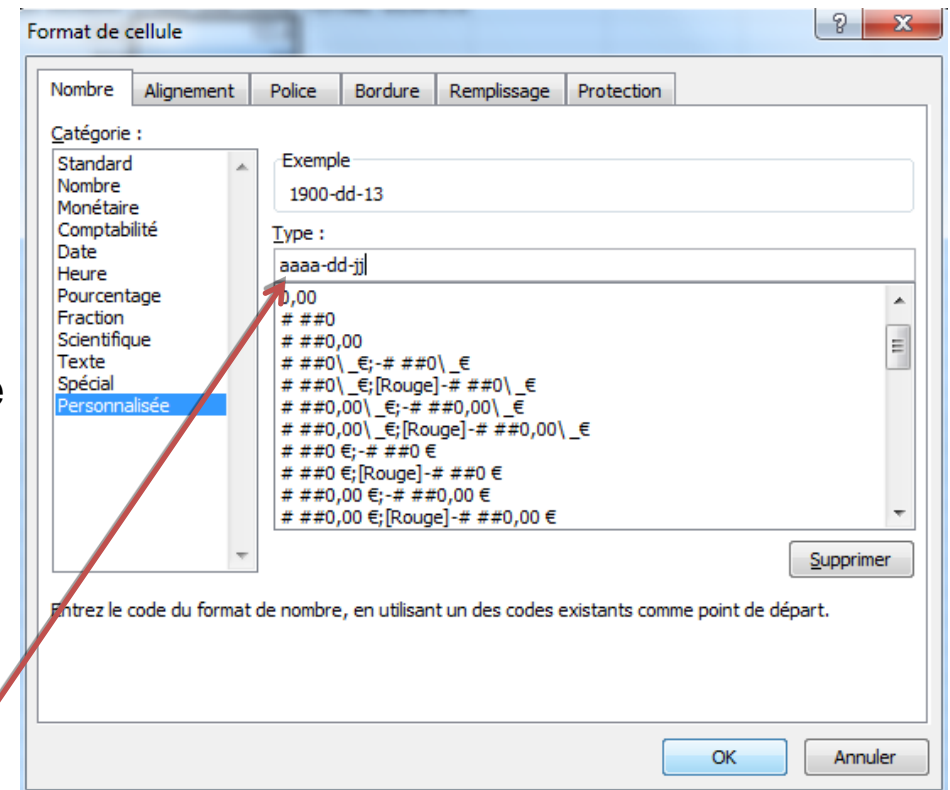 Format de cellule
Nombre Alignement Police Bordure Remplissage Protection
Catégorie :
Standard
Nombre
Monétaire
Comptabilité
Date
Heure
Pourcentage
Fraction
Scientifique
Texte
Spécial
Personnalisée
Exemple
1900-dd-13
Type :
aaaa-dd-jj
0,00
# ##0
# ##0,00
# ##0\ _€;-# ##0\ _€
# ##0\ _€;[Rouge]-# ##0\ _€
# ##0,00\ _€;-# ##0,00\ _€
# ##0,00\ _€;[Rouge]-# ##0,00\ _€
# ##0 €;-# ##0 €
# ##0 €;[Rouge]-# ##0 €
# ##0,00 €;-# ##0,00 €
# ##0,00 €;[Rouge]-# ##0,00 €
Supprimer
Entrez le code du format de nombre, en utilisant un des codes existants comme point de départ.
OK Annuler